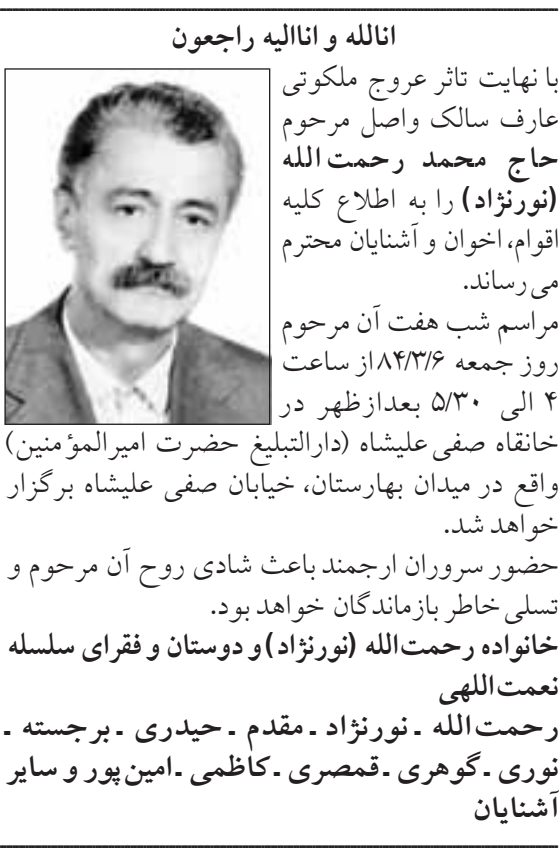 اناللە و اناالیه راجعون
با نهایت تاثر عروج ملکوتی
عارف سالک واصل مرحوم
حاج محمد رحمت الله
(نورنژاد) را به اطلاع کلیه
اقوام، اخوان و آشنایان محترم
می‌رساند.
مراسم شب هفت آن مرحوم
روز جمعه ۸۴/۳/۶ از ساعت
۴ الی ۵/۳۰ بعدازظهر در
خانقاه صفی علیشاه (دارالتبلیغ حضرت امیرالمؤمنین)
واقع در میدان بهارستان، خیابان صفی علیشاه برگزار
خواهد شد.
حضور سروران ارجمند باعث شادی روح آن مرحوم و
تسلی خاطر بازماندگان خواهد بود.
خانواده رحمت‌الله (نورنژاد) و دوستان و فقرای سلسله
نعمت‌اللهی
رحمت‌الله ـ نورنژاد ـ مقدم ـ حیدری ـ برجسته ـ
نوری ـ گوهری ـ قمصری ـ کاظمی ـ امین‌پور و سایر
آشنایان